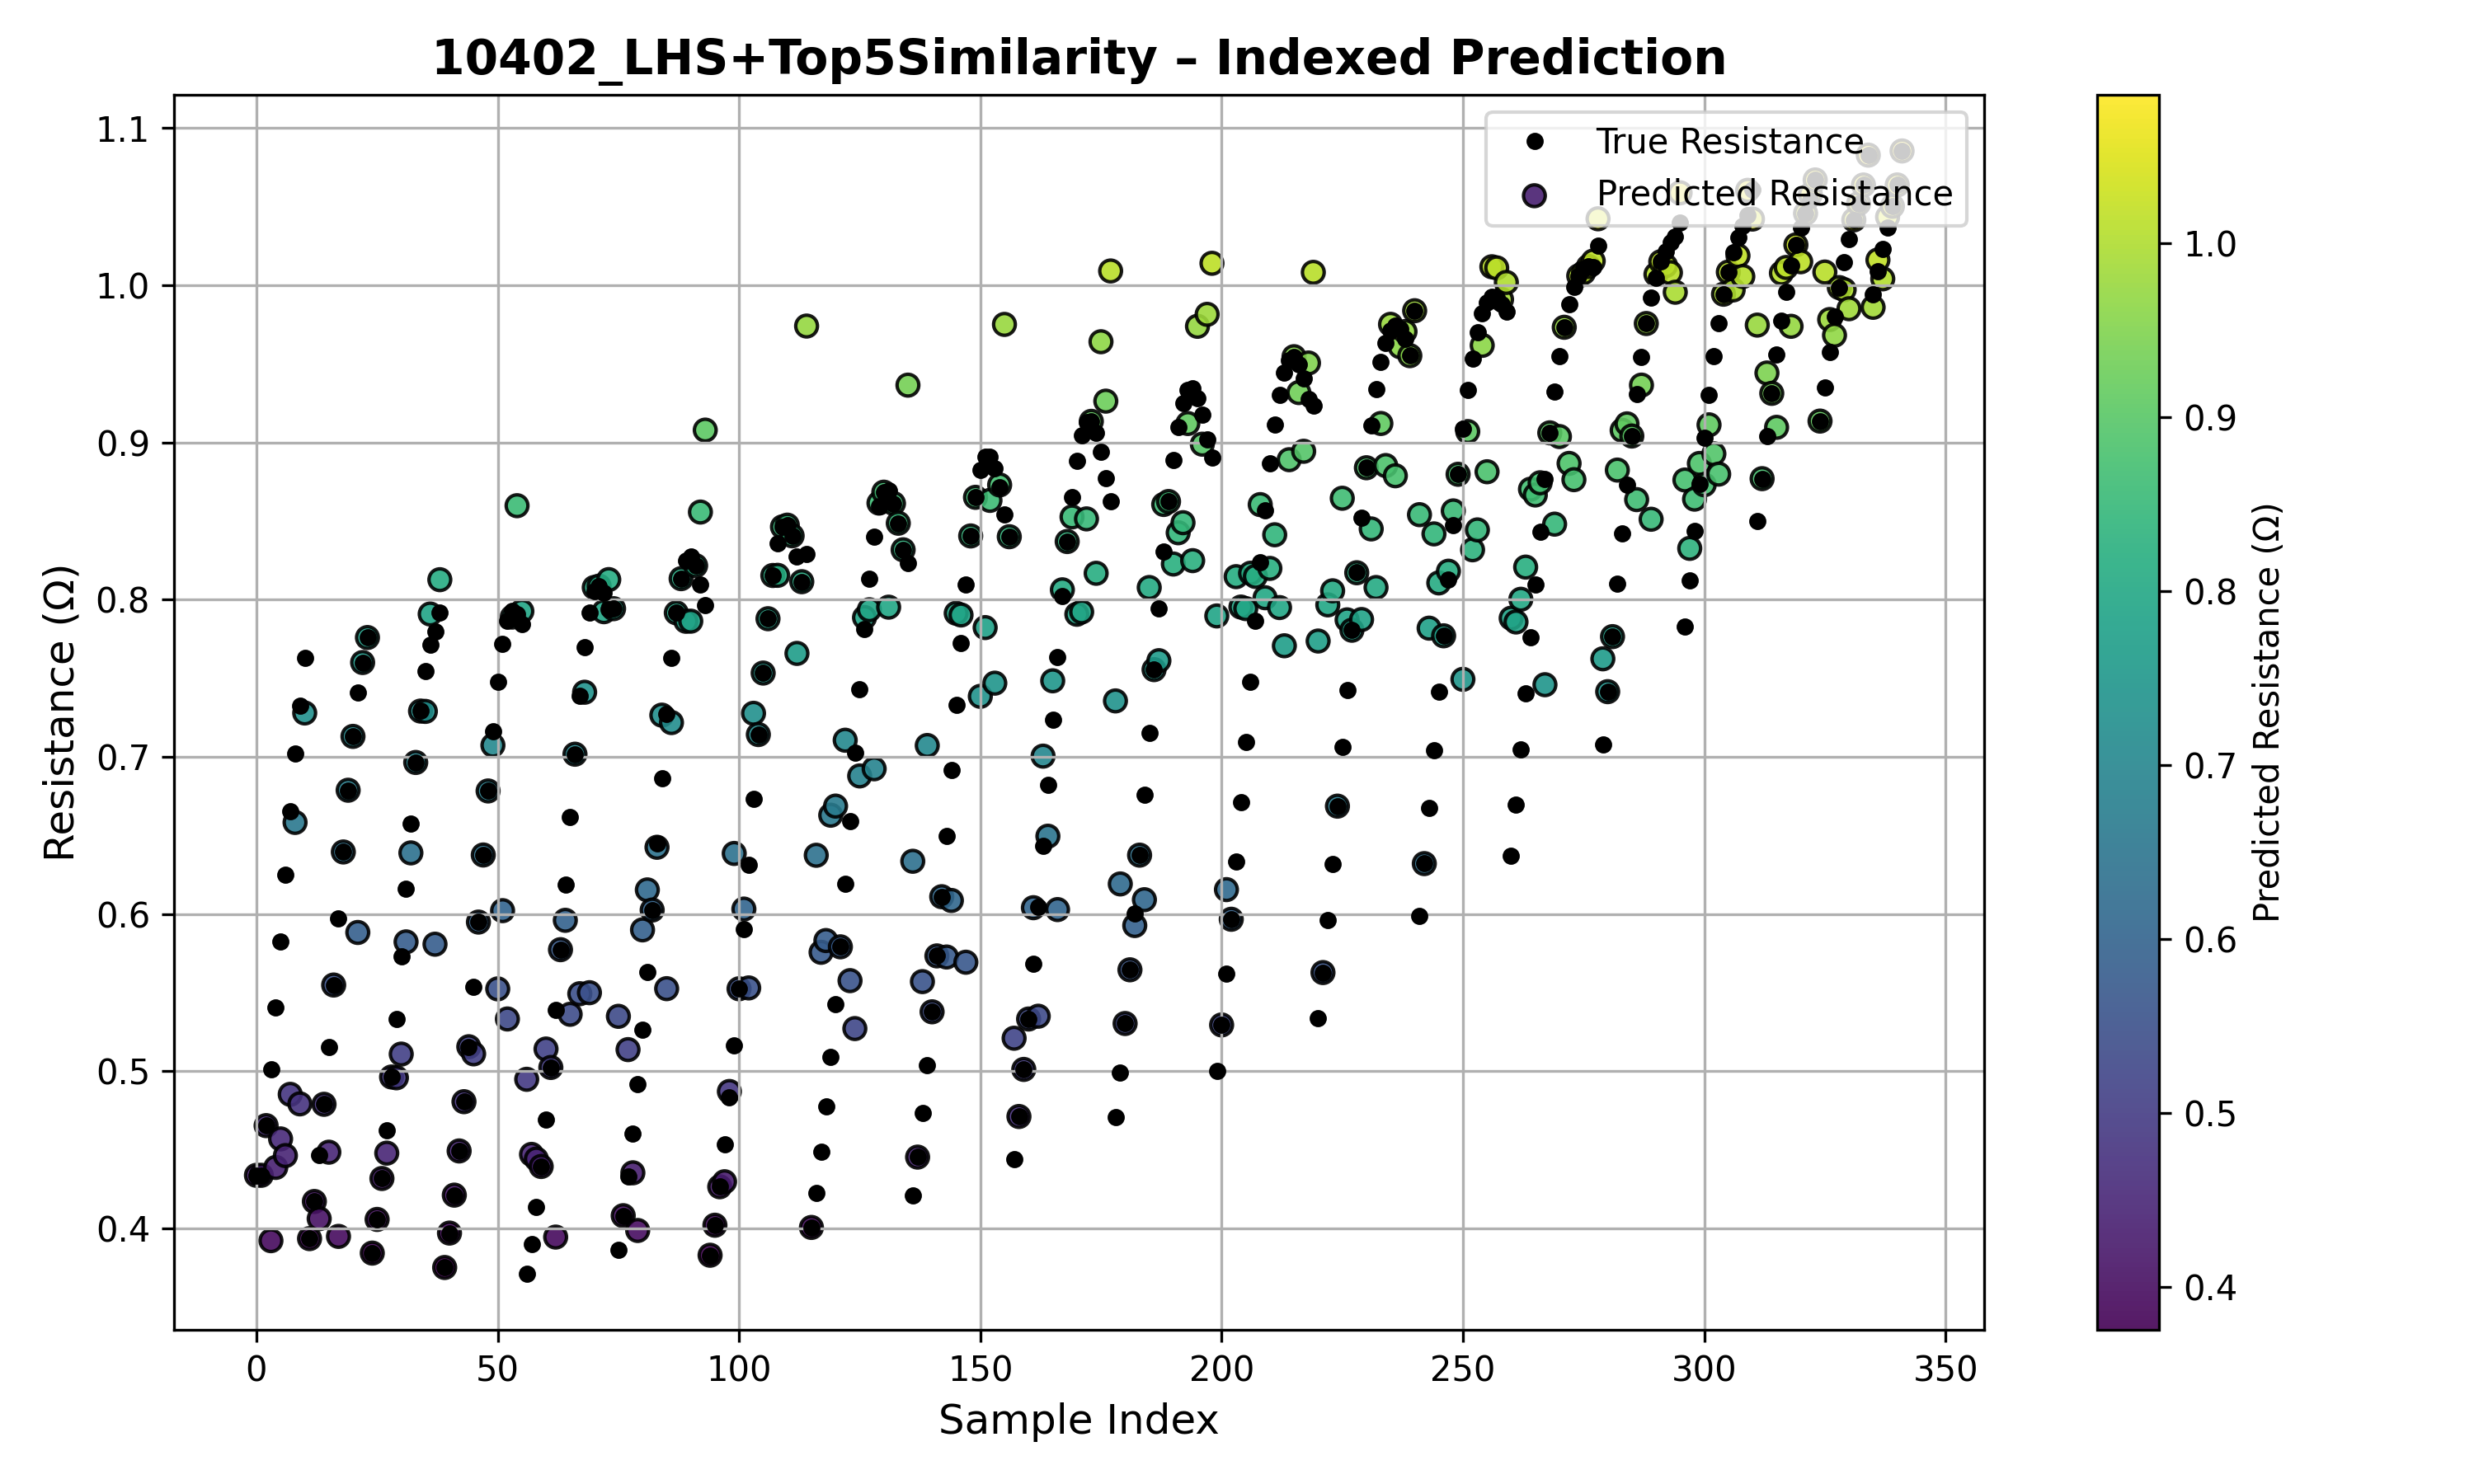 10402_LHS+Top5Similarity – Indexed Prediction
True Resistance
Predicted Resistance
Resistance (Ω)
1.1
1.0
0.9
0.8
0.7
0.6
0.5
0.4
0 50 100 150 200 250 300 350
Sample Index
1.0
0.9
0.8
0.7
0.6
0.5
0.4
Predicted Resistance (Ω)